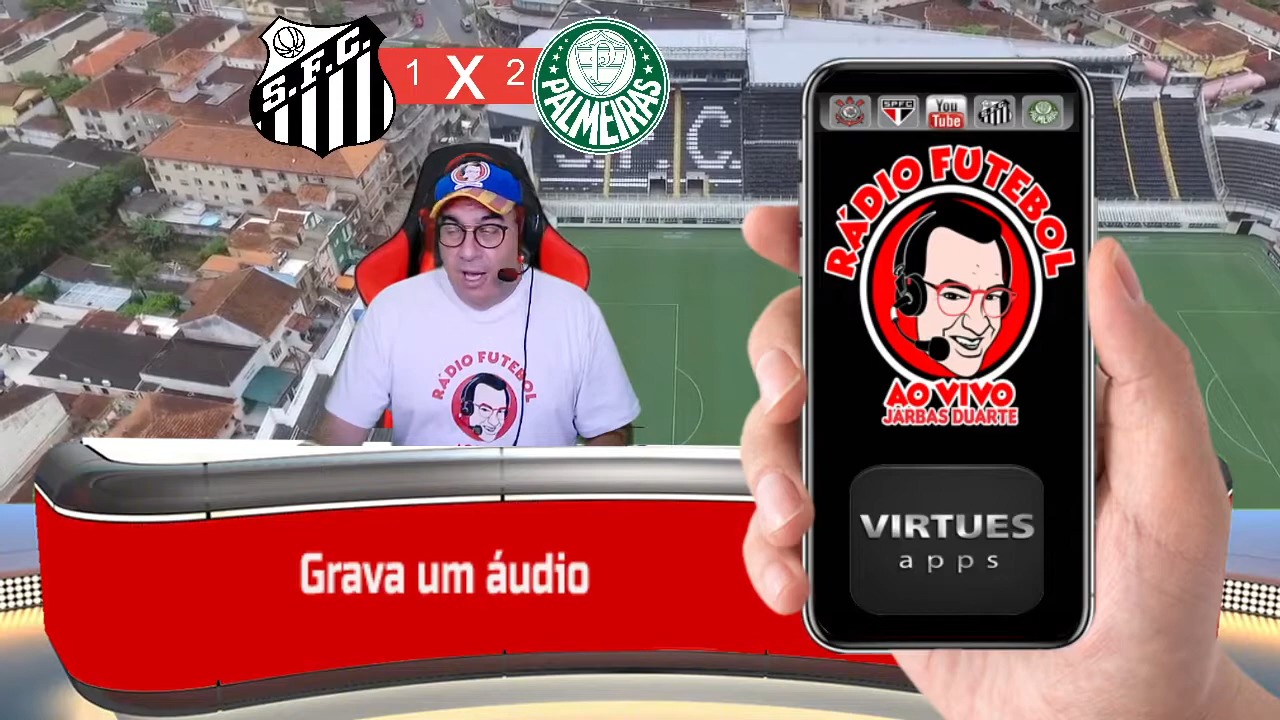 S.F.C.
1 X 2
PALMEIRAS
S.F.C
SPFC
You
Tube
RÁDIO FUTEBOL
AO VIVO
JARBAS DUARTE
RÁDIO FUTEBOL
VIRTUES
apps
Grava um áudio